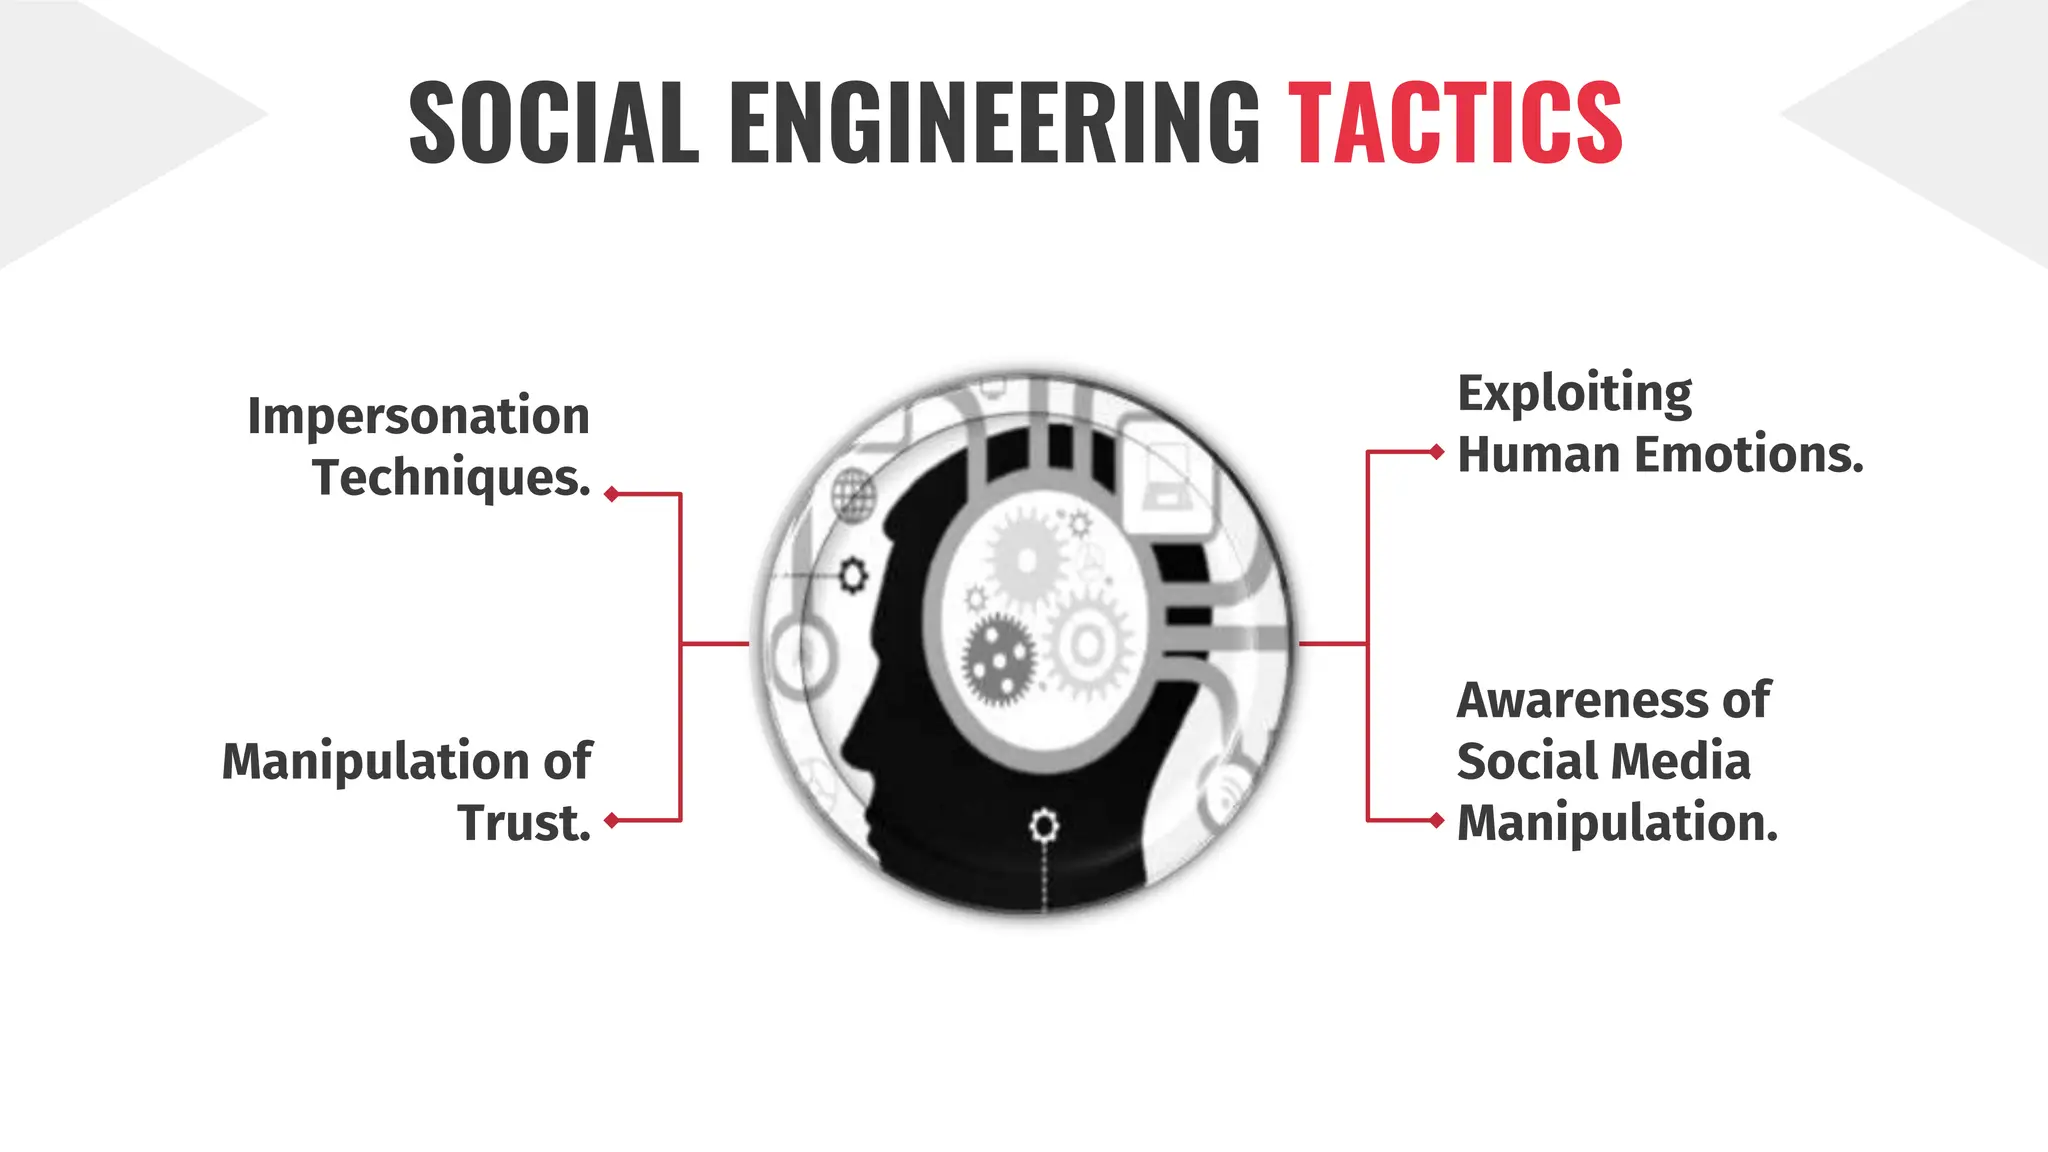 SOCIAL ENGINEERING TACTICS
Impersonation
Techniques.
Manipulation of
Trust.
Exploiting
Human Emotions.
Awareness of
Social Media
Manipulation.